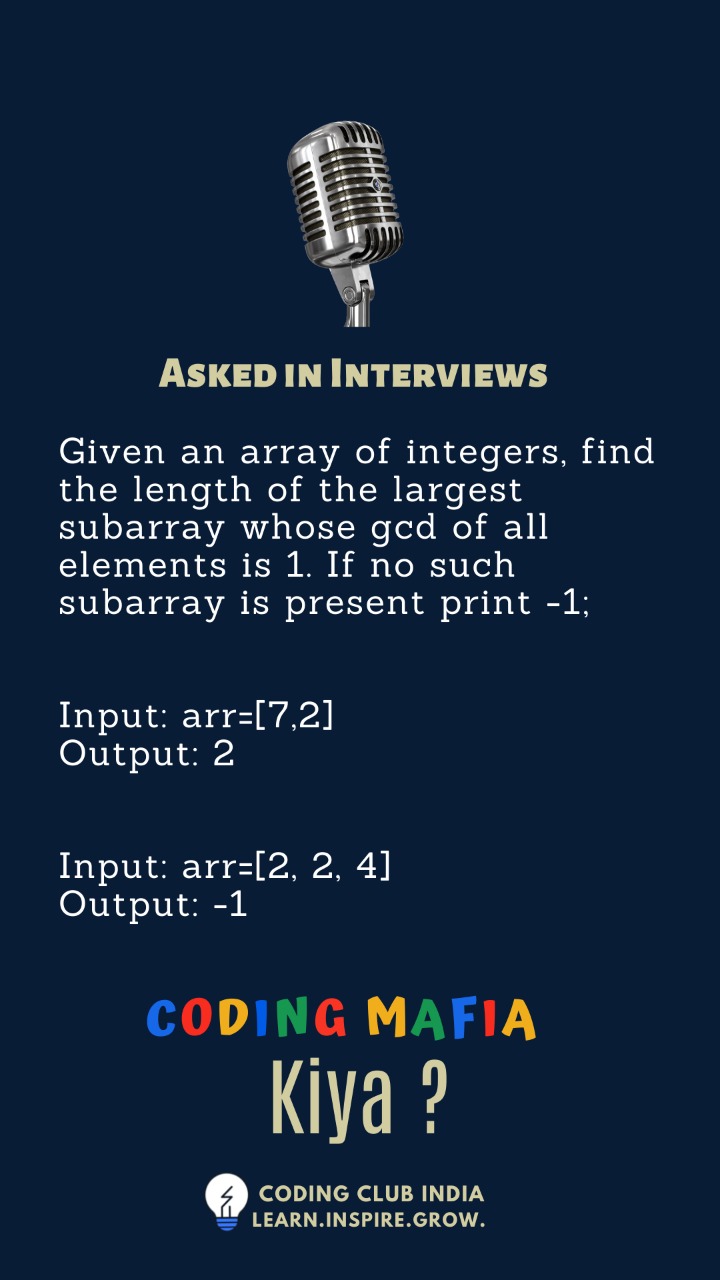 Asked in Interviews
Given an array of integers, find
the length of the largest
subarray whose gcd of all
elements is 1. If no such
subarray is present print -1;
Input: arr=[7,2]
Output: 2
Input: arr=[2, 2, 4]
Output: -1
CODING MAFIA
Kiya ?
CODING CLUB INDIA
LEARN.INSPIRE.GROW.